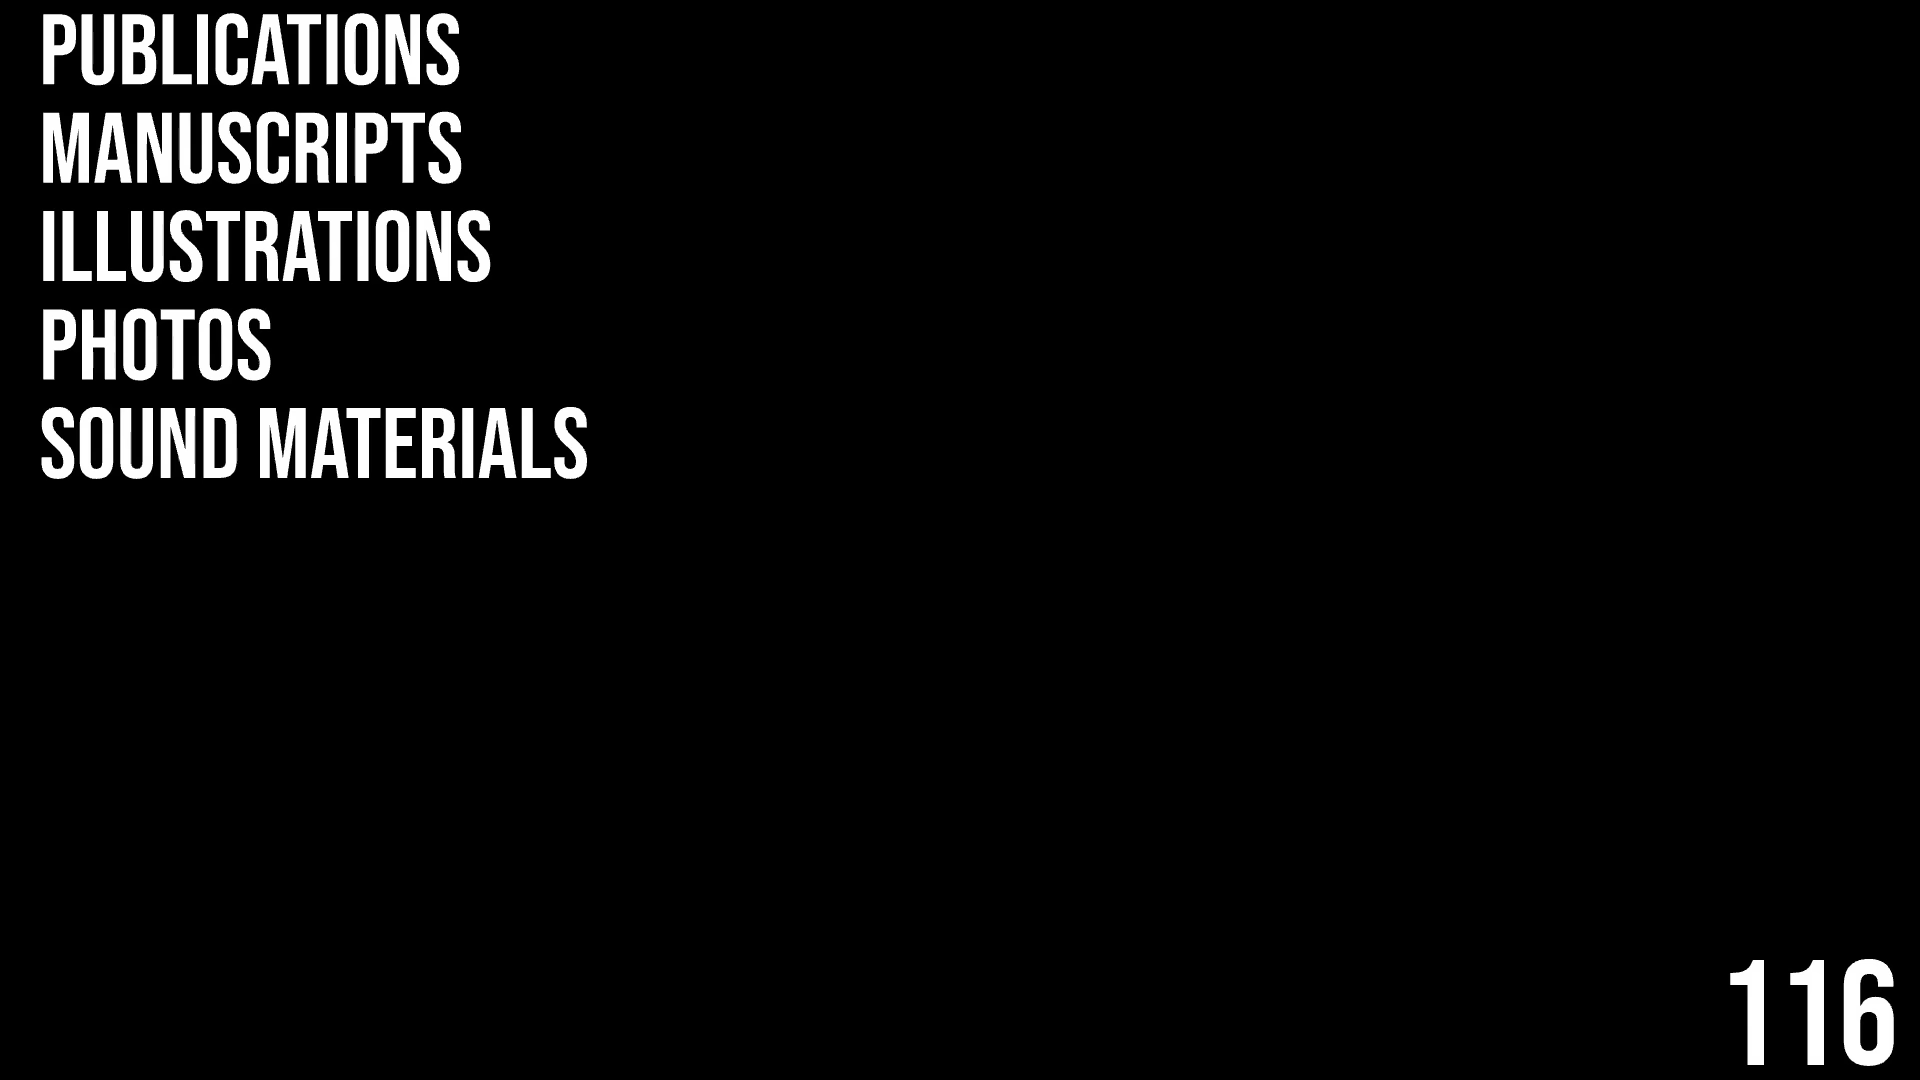 PUBLICATIONS
MANUSCRIPTS
ILLUSTRATIONS
PHOTOS
SOUND MATERIALS
116